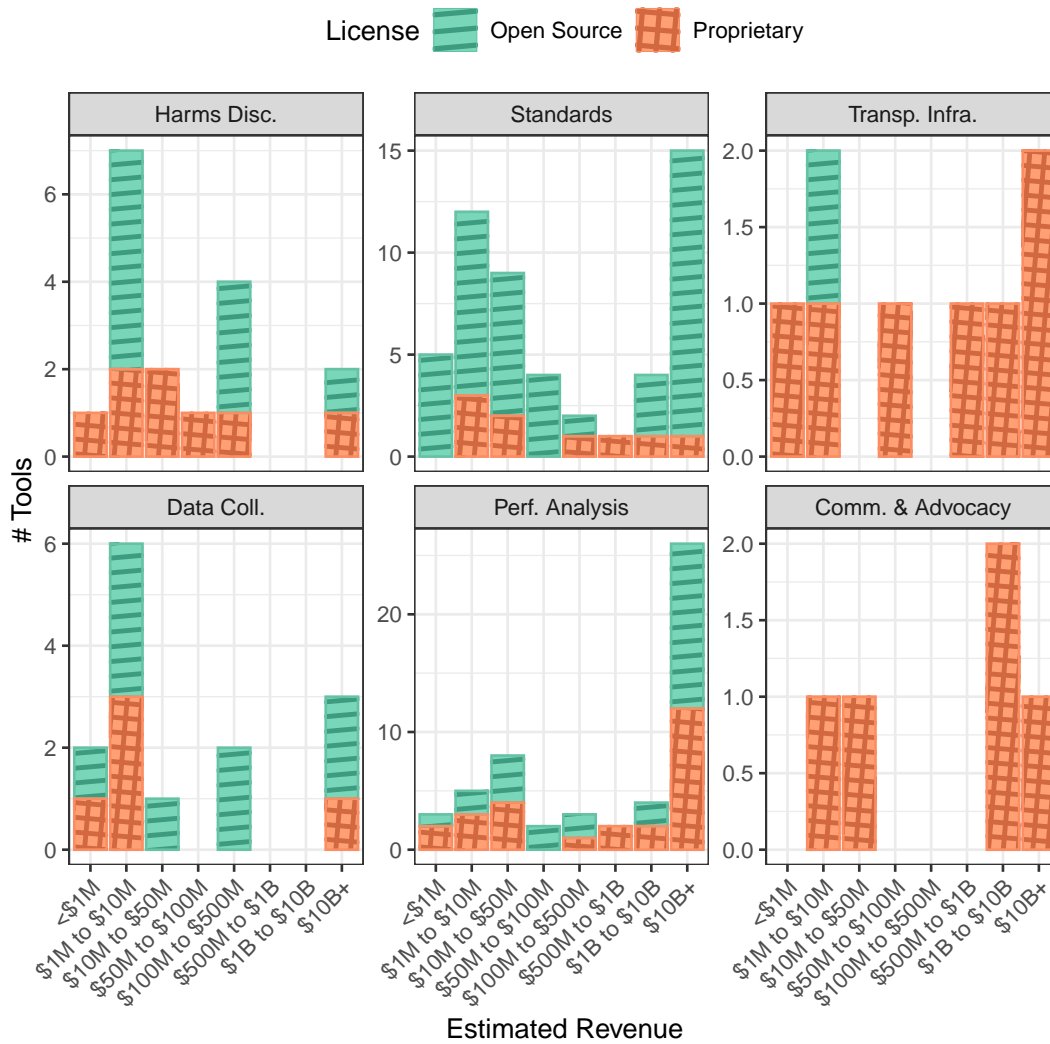 License Open Source Proprietary
Harms Disc. Standards Transp. Infra.
6
4
2
0
15
10
5
0
2.0
1.5
1.0
0.5
0.0
# Tools
Data Coll. Perf. Analysis Comm. & Advocacy
6
4
2
0
20
10
0
2.0
1.5
1.0
0.5
0.0
<$1M
$1M to $10M
$10M to $50M
$50M to $100M
$100M to $500M
$500M to $1B
$1B to $10B
$10B+
<$1M
$1M to $10M
$10M to $50M
$50M to $100M
$100M to $500M
$500M to $1B
$1B to $10B
$10B+
<$1M
$1M to $10M
$10M to $50M
$50M to $100M
$100M to $500M
$500M to $1B
$1B to $10B
$10B+
Estimated Revenue